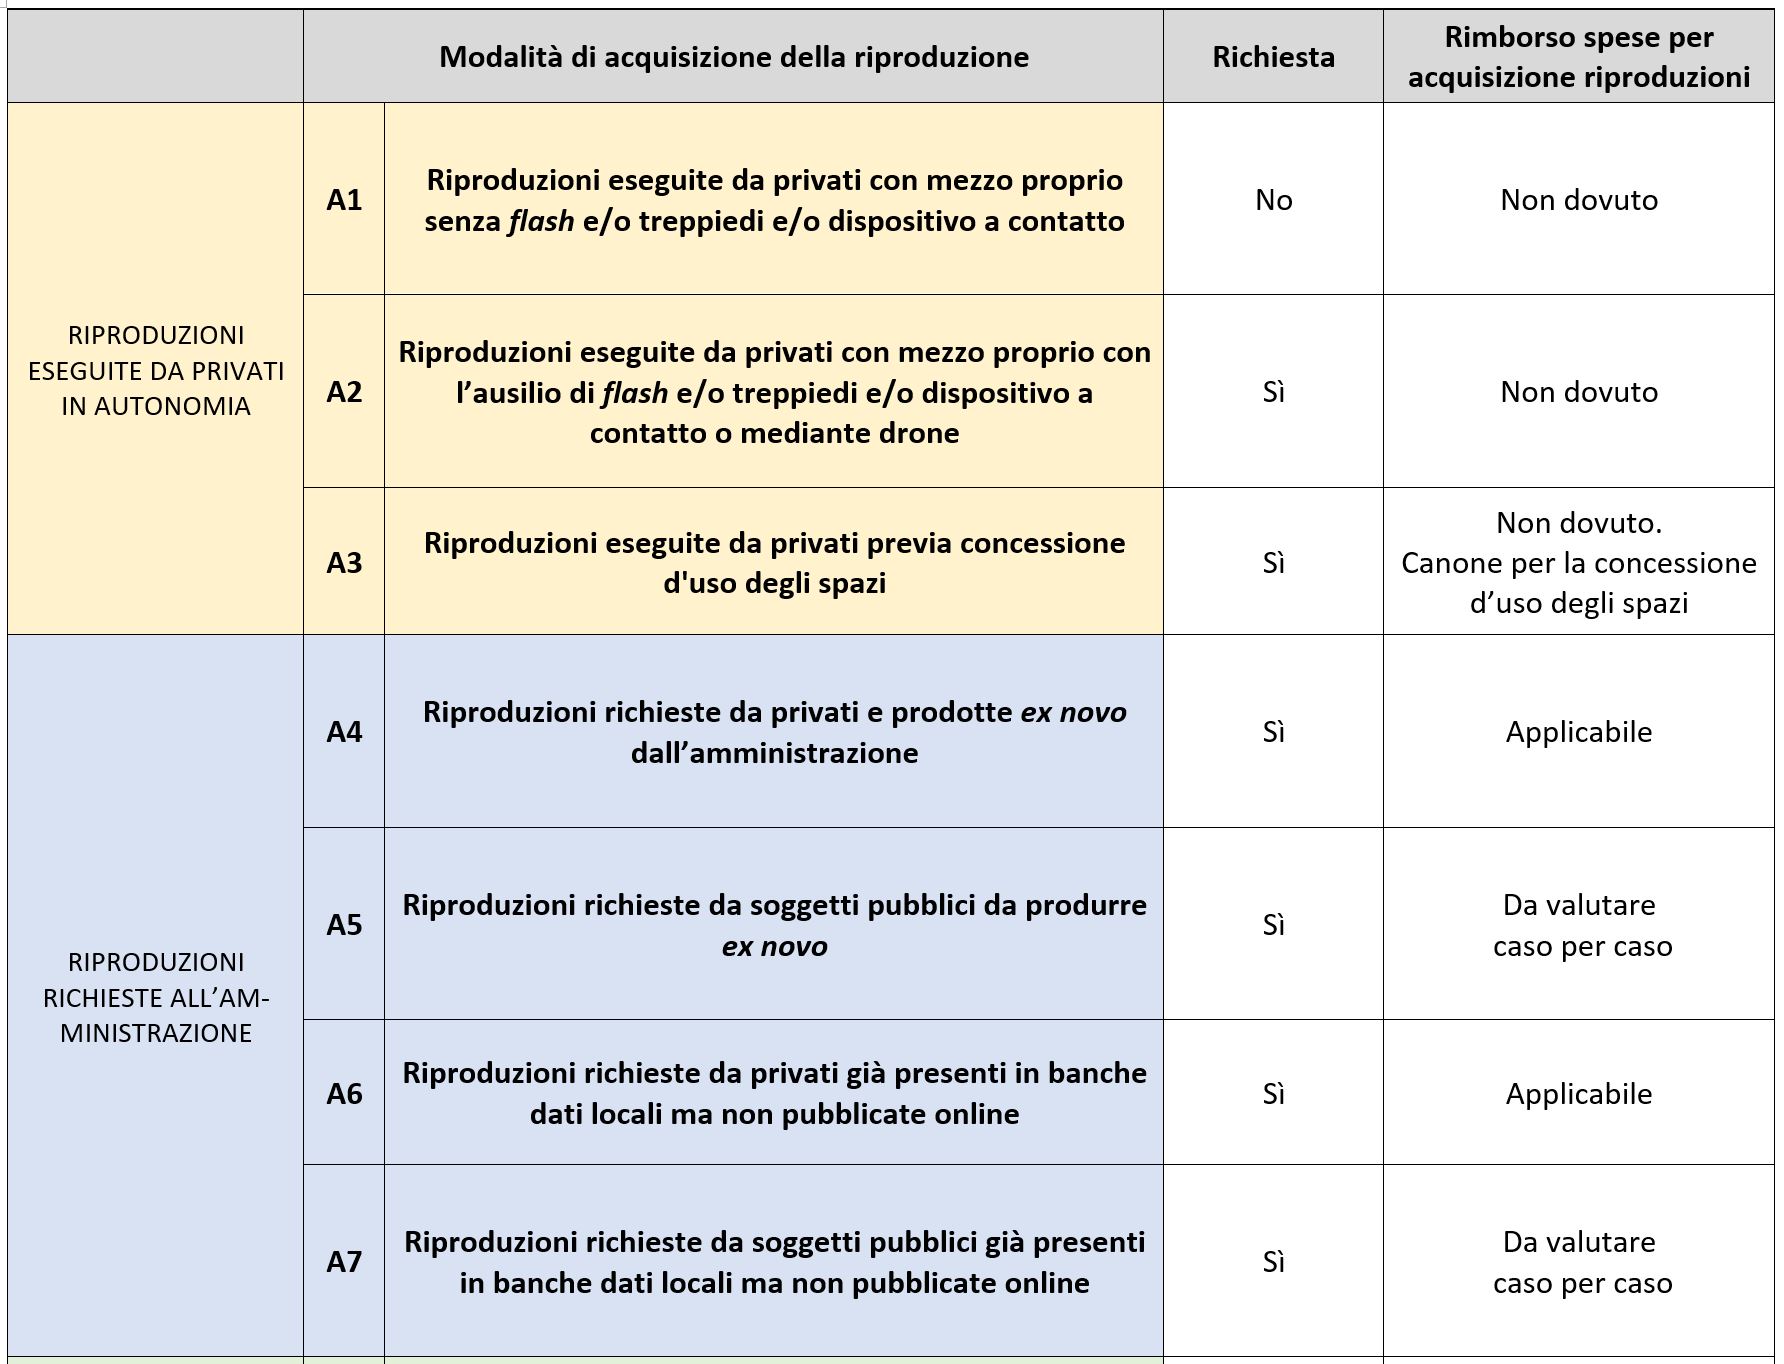 Modalità di acquisizione della riproduzione
Richiesta
Rimborso spese per
acquisizione riproduzioni
RIPRODUZIONI
ESEGUITE DA PRIVATI
IN AUTONOMIA
A1
Riproduzioni eseguite da privati con mezzo proprio
senza flash e/o treppiedi e/o dispositivo a contatto
No
Non dovuto
A2
Riproduzioni eseguite da privati con mezzo proprio con
l’ausilio di flash e/o treppiedi e/o dispositivo a
contatto o mediante drone
Sì
Non dovuto
A3
Riproduzioni eseguite da privati previa concessione
d'uso degli spazi
Sì
Non dovuto.
Canone per la concessione
d’uso degli spazi
RIPRODUZIONI
RICHIESTE ALL’AM-
MINISTRAZIONE
A4
Riproduzioni richieste da privati e prodotte ex novo
dall’amministrazione
Sì
Applicabile
A5
Riproduzioni richieste da soggetti pubblici da produrre
ex novo
Sì
Da valutare
caso per caso
A6
Riproduzioni richieste da privati già presenti in banche
dati locali ma non pubblicate online
Sì
Applicabile
A7
Riproduzioni richieste da soggetti pubblici già presenti
in banche dati locali ma non pubblicate online
Sì
Da valutare
caso per caso